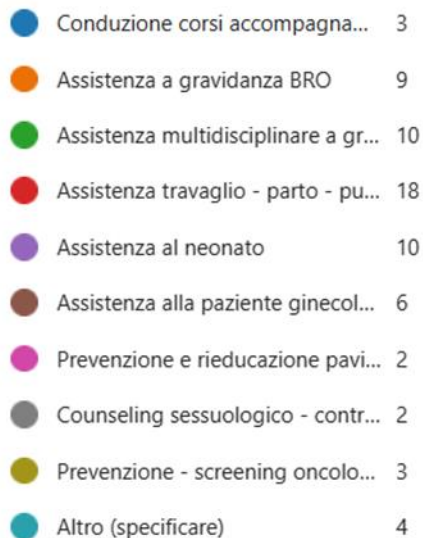 Conduzione corsi accompagna... 3
Assistenza a gravidanza BRO 9
Assistenza multidisciplinare a gr... 10
Assistenza travaglio - parto - pu... 18
Assistenza al neonato 10
Assistenza alla paziente ginecol... 6
Prevenzione e rieducazione pavi... 2
Counseling sessuologico - contr... 2
Prevenzione - screening oncolo... 3
Altro (specificare) 4